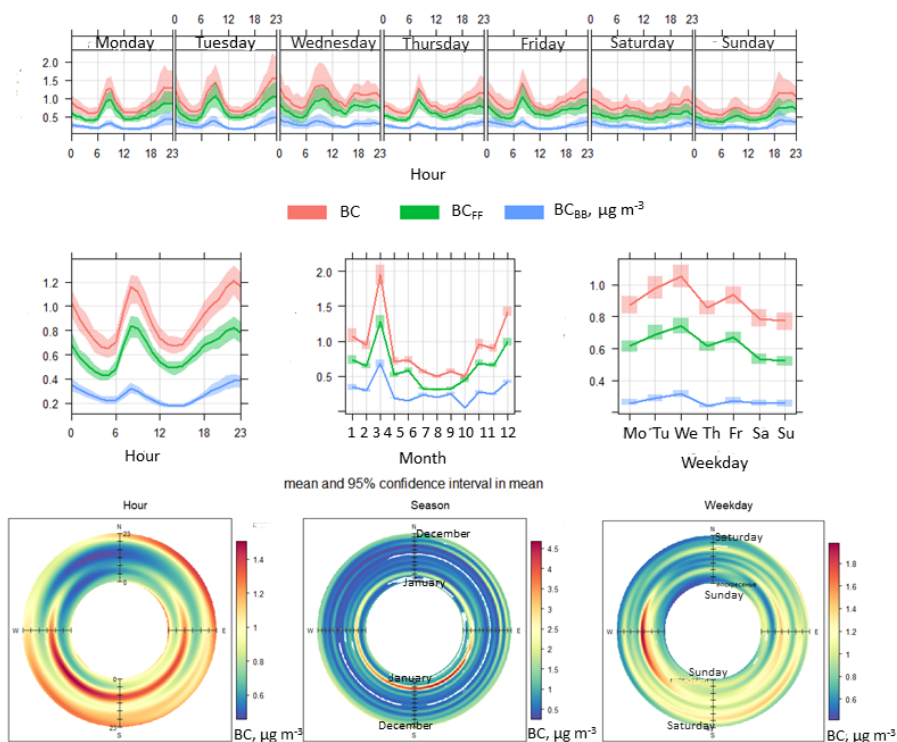 0 6 12 18 23 0 6 12 18 23 0 6 12 18 23
Monday Tuesday Wednesday Thursday Friday Saturday Sunday
2.0
1.5
1.0
0.5
0 6 12 18 23 0 6 12 18 23 0 6 12 18 23 0 6 12 18 23
Hour
BC BC_FF BC_BB, µg m⁻³
1.2
1.0
0.8
0.6
0.4
0.2
0 6 12 18 23
Hour
2.0
1.5
1.0
0.5
1 2 3 4 5 6 7 8 9 10 11 12
Month
1.0
0.8
0.6
0.4
Mo Tu We Th Fr Sa Su
Weekday
mean and 95% confidence interval in mean
Hour
N
23
0
W
E
0
23
S
1.4
1.2
1.0
0.8
0.6
BC, µg m⁻³
Season
N
December
January
W
E
January
December
S
4.5
4
3.5
3
2.5
2
1.5
1
0.5
BC, µg m⁻³
Weekday
N
Saturday
воскресенье
Sunday
W
E
Sunday
Saturday
S
1.8
1.6
1.4
1.2
1
0.8
0.6
BC, µg m⁻³